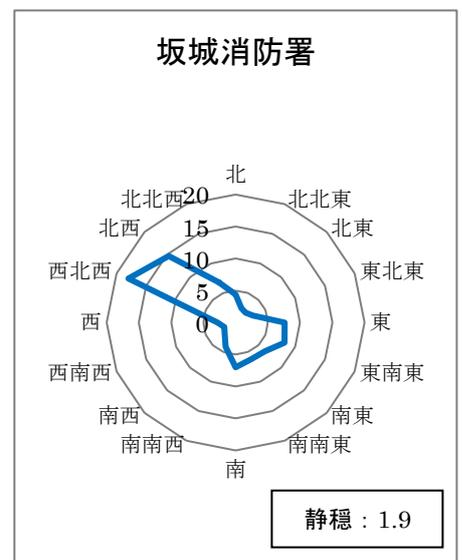 坂城消防署
北
北北西 20 北北東
北西 15 北東
西北西 10 東北東
5
西 0 東
西南西 東南東
南西 南東
南南西 南南東
南
静穏：1.9